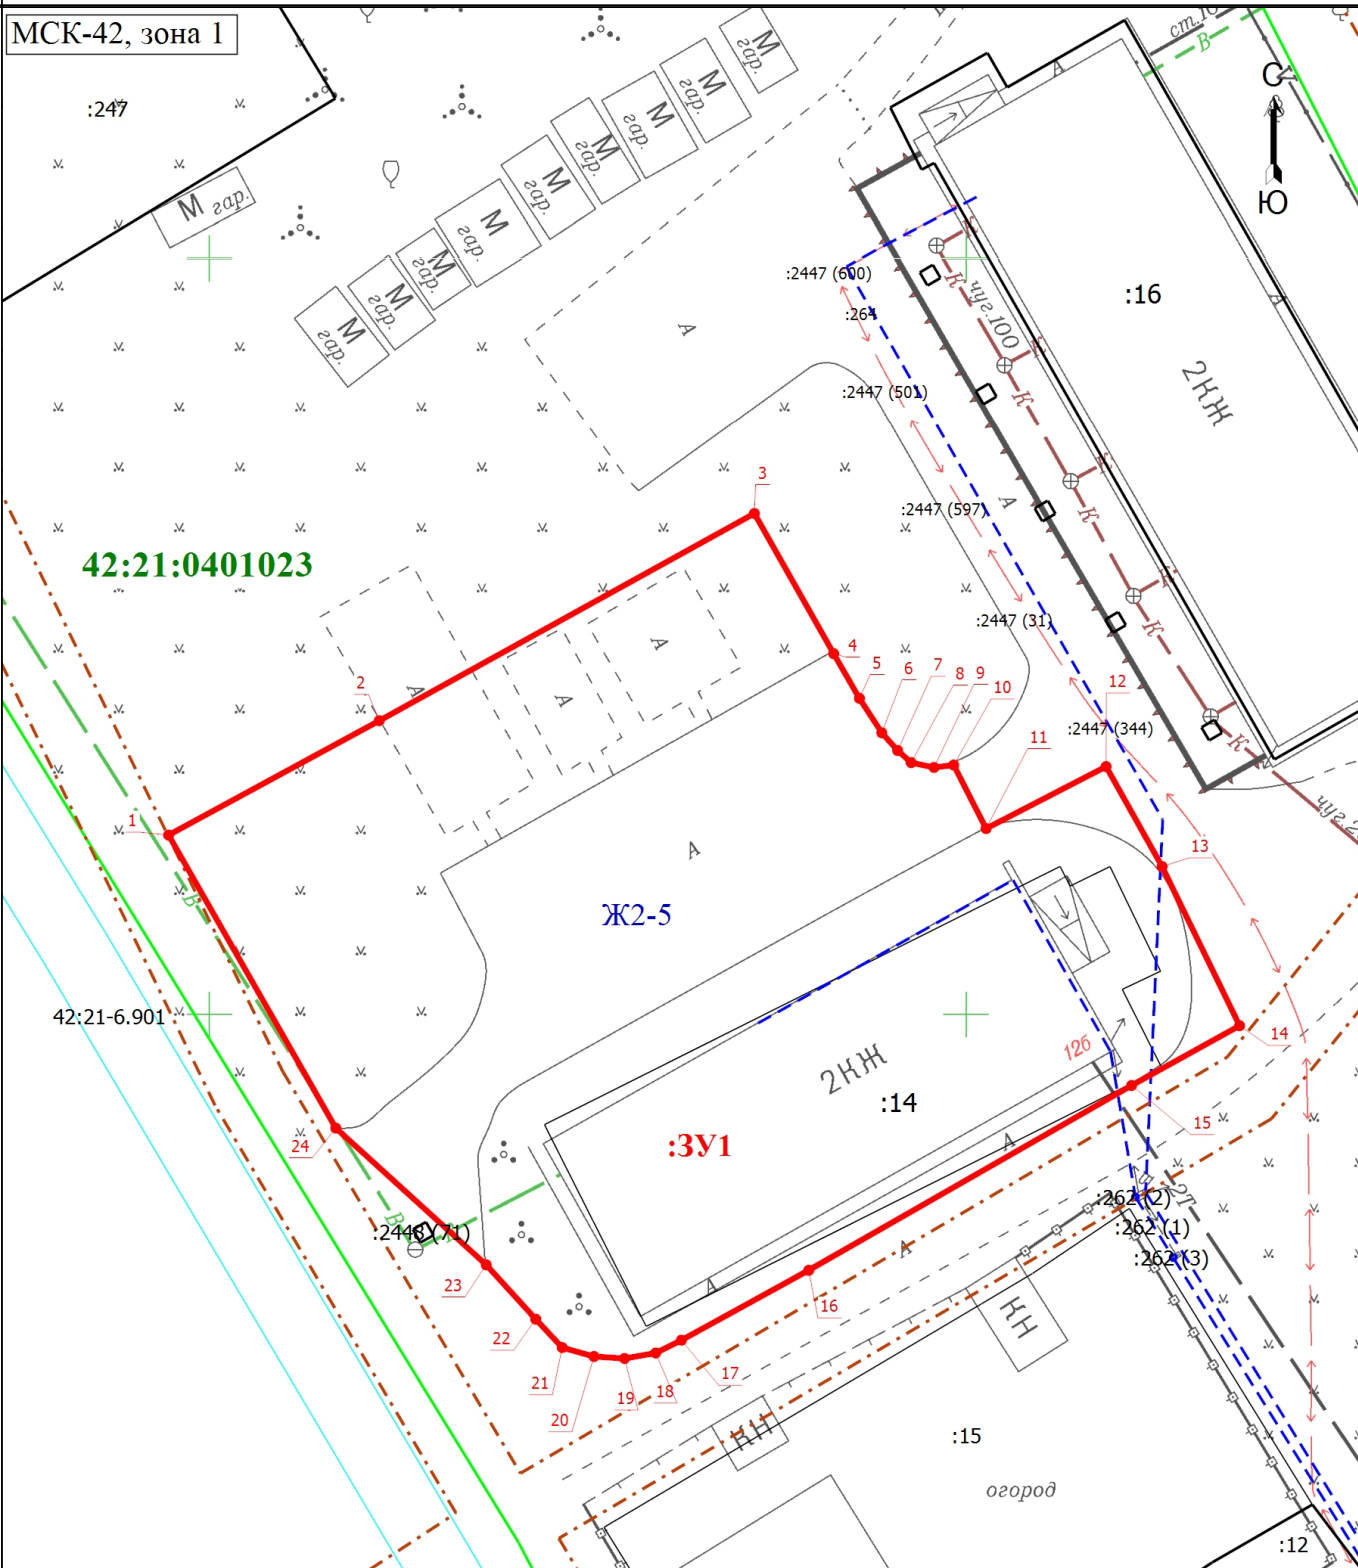 МСК-42, зона 1
ст.10
В
С
Ю
:247
М гар.
М гар.
М гар.
М гар.
М гар.
М гар.
М гар.
М гар.
М гар.
М гар.
А
А
А
:2447 (600)
:264
:2447 (501)
:2447 (597)
:2447 (31)
:2447 (344)
К
чуг.100
К
К
К
К
:16
2КЖ
А
А
42:21:0401023
3
2
4
5
6
7
8
9
10
11
12
1
13
А
А
А
А
В
Ж2-5
42:21-6.901
14
126
2КЖ
:14
15
:ЗУ1
24
А
:2448 (71)
В
:262 (2)
:262 (1)
:262 (3)
2Т
23
А
А
16
22
КН
17
21
20
19
18
КН
:15
огород
:12